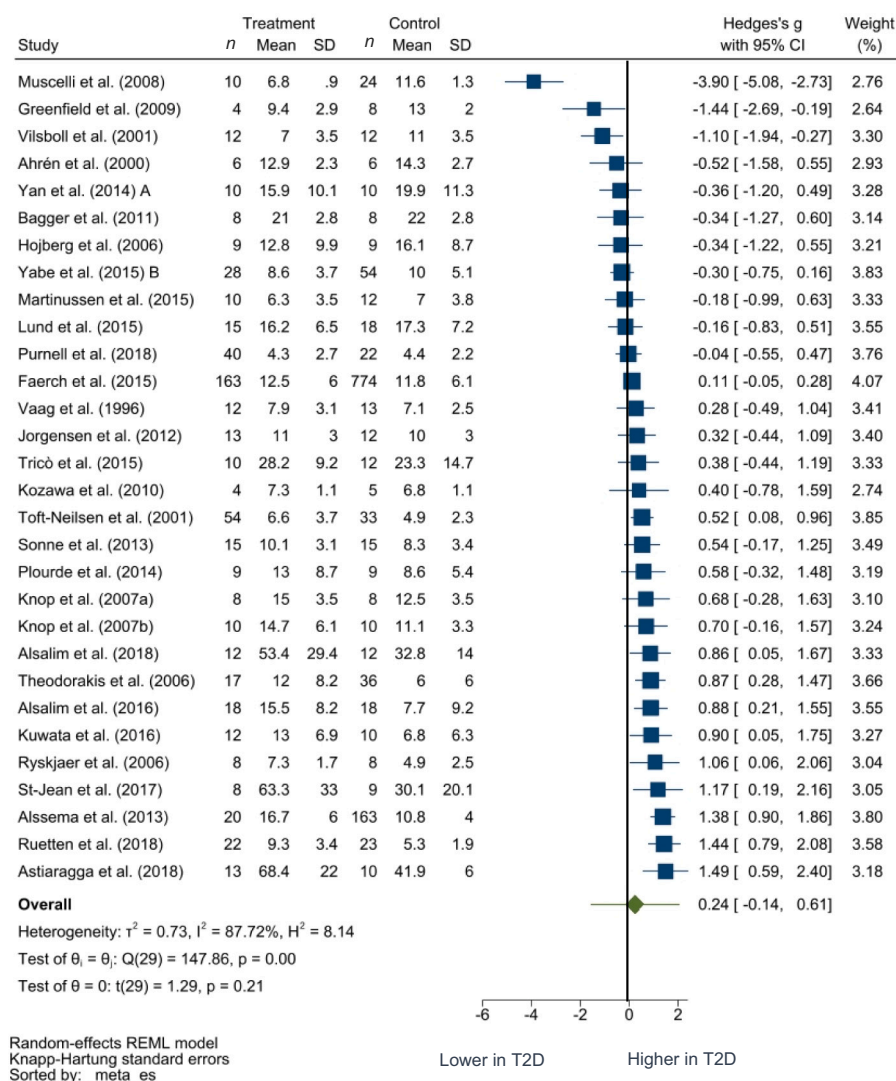 Treatment Control Hedges's g Weight
Study n Mean SD n Mean SD with 95% CI (%)
Muscelli et al. (2008) 10 6.8 .9 24 11.6 1.3 -3.90 [ -5.08, -2.73] 2.76
Greenfield et al. (2009) 4 9.4 2.9 8 13 2 -1.44 [ -2.69, -0.19] 2.64
Vilsboll et al. (2001) 12 7 3.5 12 11 3.5 -1.10 [ -1.94, -0.27] 3.30
Ahrén et al. (2000) 6 12.9 2.3 6 14.3 2.7 -0.52 [ -1.58, 0.55] 2.93
Yan et al. (2014) A 10 15.9 10.1 10 19.9 11.3 -0.36 [ -1.20, 0.49] 3.28
Bagger et al. (2011) 8 21 2.8 8 22 2.8 -0.34 [ -1.27, 0.60] 3.14
Hojberg et al. (2006) 9 12.8 9.9 9 16.1 8.7 -0.34 [ -1.22, 0.55] 3.21
Yabe et al. (2015) B 28 8.6 3.7 54 10 5.1 -0.30 [ -0.75, 0.16] 3.83
Martinussen et al. (2015) 10 6.3 3.5 12 7 3.8 -0.18 [ -0.99, 0.63] 3.33
Lund et al. (2015) 15 16.2 6.5 18 17.3 7.2 -0.16 [ -0.83, 0.51] 3.55
Purnell et al. (2018) 40 4.3 2.7 22 4.4 2.2 -0.04 [ -0.55, 0.47] 3.76
Faerch et al. (2015) 163 12.5 6 774 11.8 6.1 0.11 [ -0.05, 0.28] 4.07
Vaag et al. (1996) 12 7.9 3.1 13 7.1 2.5 0.28 [ -0.49, 1.04] 3.41
Jorgensen et al. (2012) 13 11 3 12 10 3 0.32 [ -0.44, 1.09] 3.40
Tricò et al. (2015) 10 28.2 9.2 12 23.3 14.7 0.38 [ -0.44, 1.19] 3.33
Kozawa et al. (2010) 4 7.3 1.1 5 6.8 1.1 0.40 [ -0.78, 1.59] 2.74
Toft-Neilsen et al. (2001) 54 6.6 3.7 33 4.9 2.3 0.52 [ 0.08, 0.96] 3.85
Sonne et al. (2013) 15 10.1 3.1 15 8.3 3.4 0.54 [ -0.17, 1.25] 3.49
Plourde et al. (2014) 9 13 8.7 9 8.6 5.4 0.58 [ -0.32, 1.48] 3.19
Knop et al. (2007a) 8 15 3.5 8 12.5 3.5 0.68 [ -0.28, 1.63] 3.10
Knop et al. (2007b) 10 14.7 6.1 10 11.1 3.3 0.70 [ -0.16, 1.57] 3.24
Alsalim et al. (2018) 12 53.4 29.4 12 32.8 14 0.86 [ 0.05, 1.67] 3.33
Theodorakis et al. (2006) 17 12 8.2 36 6 6 0.87 [ 0.28, 1.47] 3.66
Alsalim et al. (2016) 18 15.5 8.2 18 7.7 9.2 0.88 [ 0.21, 1.55] 3.55
Kuwata et al. (2016) 12 13 6.9 10 6.8 6.3 0.90 [ 0.05, 1.75] 3.27
Ryskjaer et al. (2006) 8 7.3 1.7 8 4.9 2.5 1.06 [ 0.06, 2.06] 3.04
St-Jean et al. (2017) 8 63.3 33 9 30.1 20.1 1.17 [ 0.19, 2.16] 3.05
Alssema et al. (2013) 20 16.7 6 163 10.8 4 1.38 [ 0.90, 1.86] 3.80
Ruetten et al. (2018) 22 9.3 3.4 23 5.3 1.9 1.44 [ 0.79, 2.08] 3.58
Astiaragga et al. (2018) 13 68.4 22 10 41.9 6 1.49 [ 0.59, 2.40] 3.18
Overall 0.24 [ -0.14, 0.61]
Heterogeneity: τ² = 0.73, I² = 87.72%, H² = 8.14
Test of θᵢ = θⱼ: Q(29) = 147.86, p = 0.00
Test of θ = 0: t(29) = 1.29, p = 0.21
-6 -4 -2 0 2
Lower in T2D Higher in T2D
Random-effects REML model
Knapp-Hartung standard errors
Sorted by: _meta_es